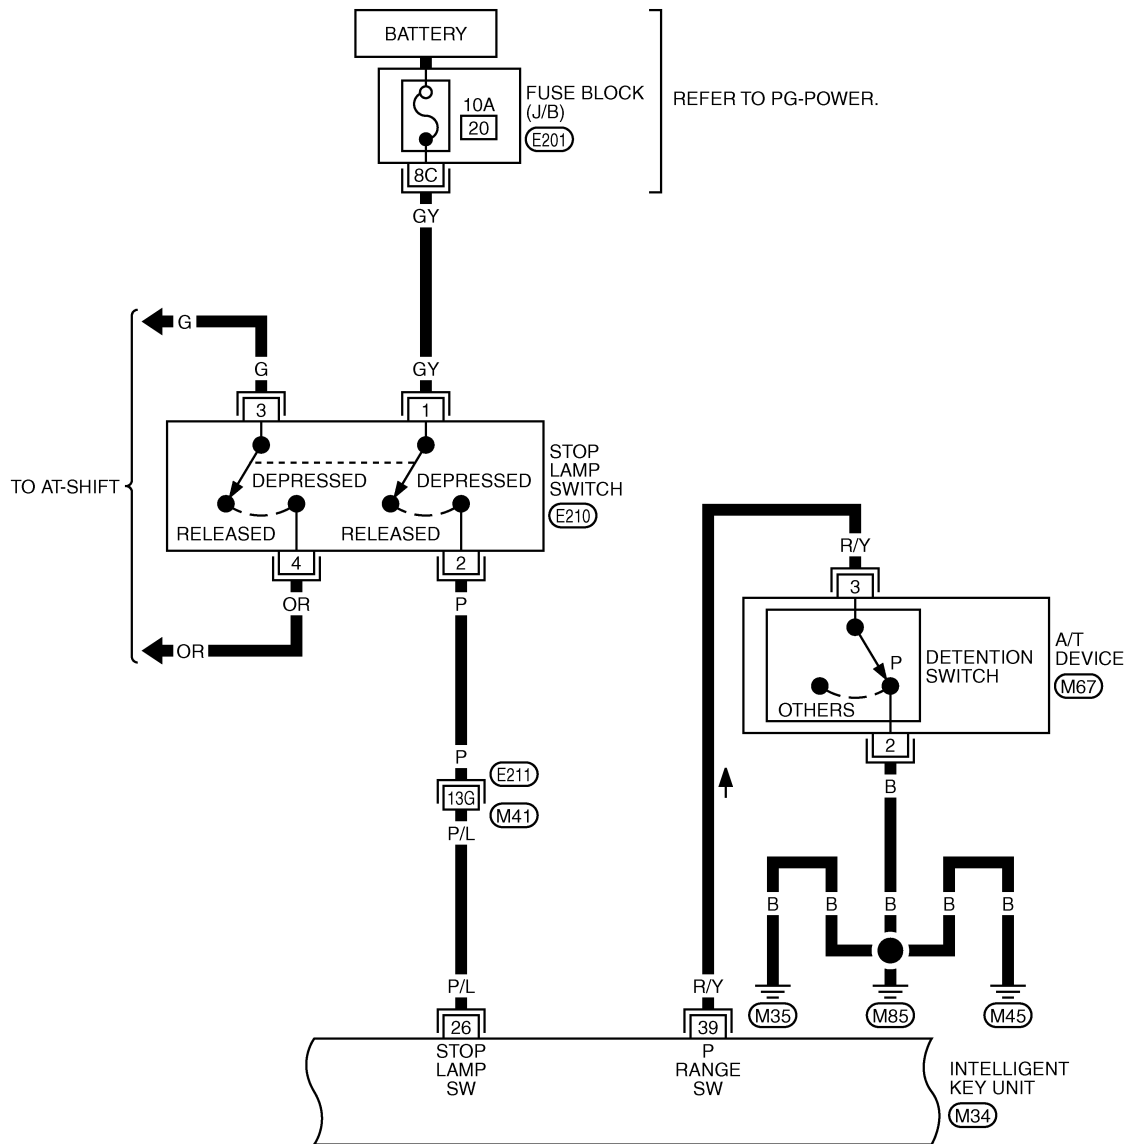 BATTERY
FUSE BLOCK
(J/B)
E201
10A
20
REFER TO PG-POWER.
8C
GY
G
G
GY
3
1
STOP
LAMP
SWITCH
E210
DEPRESSED
DEPRESSED
TO AT-SHIFT
RELEASED
RELEASED
4
2
OR
P
OR
R/Y
3
A/T
DEVICE
M67
P
DETENTION
SWITCH
OTHERS
2
P
E211
13G
M41
P/L
B
B
B
B
B
B
P/L
R/Y
M35
M85
M45
26
39
STOP
LAMP
SW
P
RANGE
SW
INTELLIGENT
KEY UNIT
M34